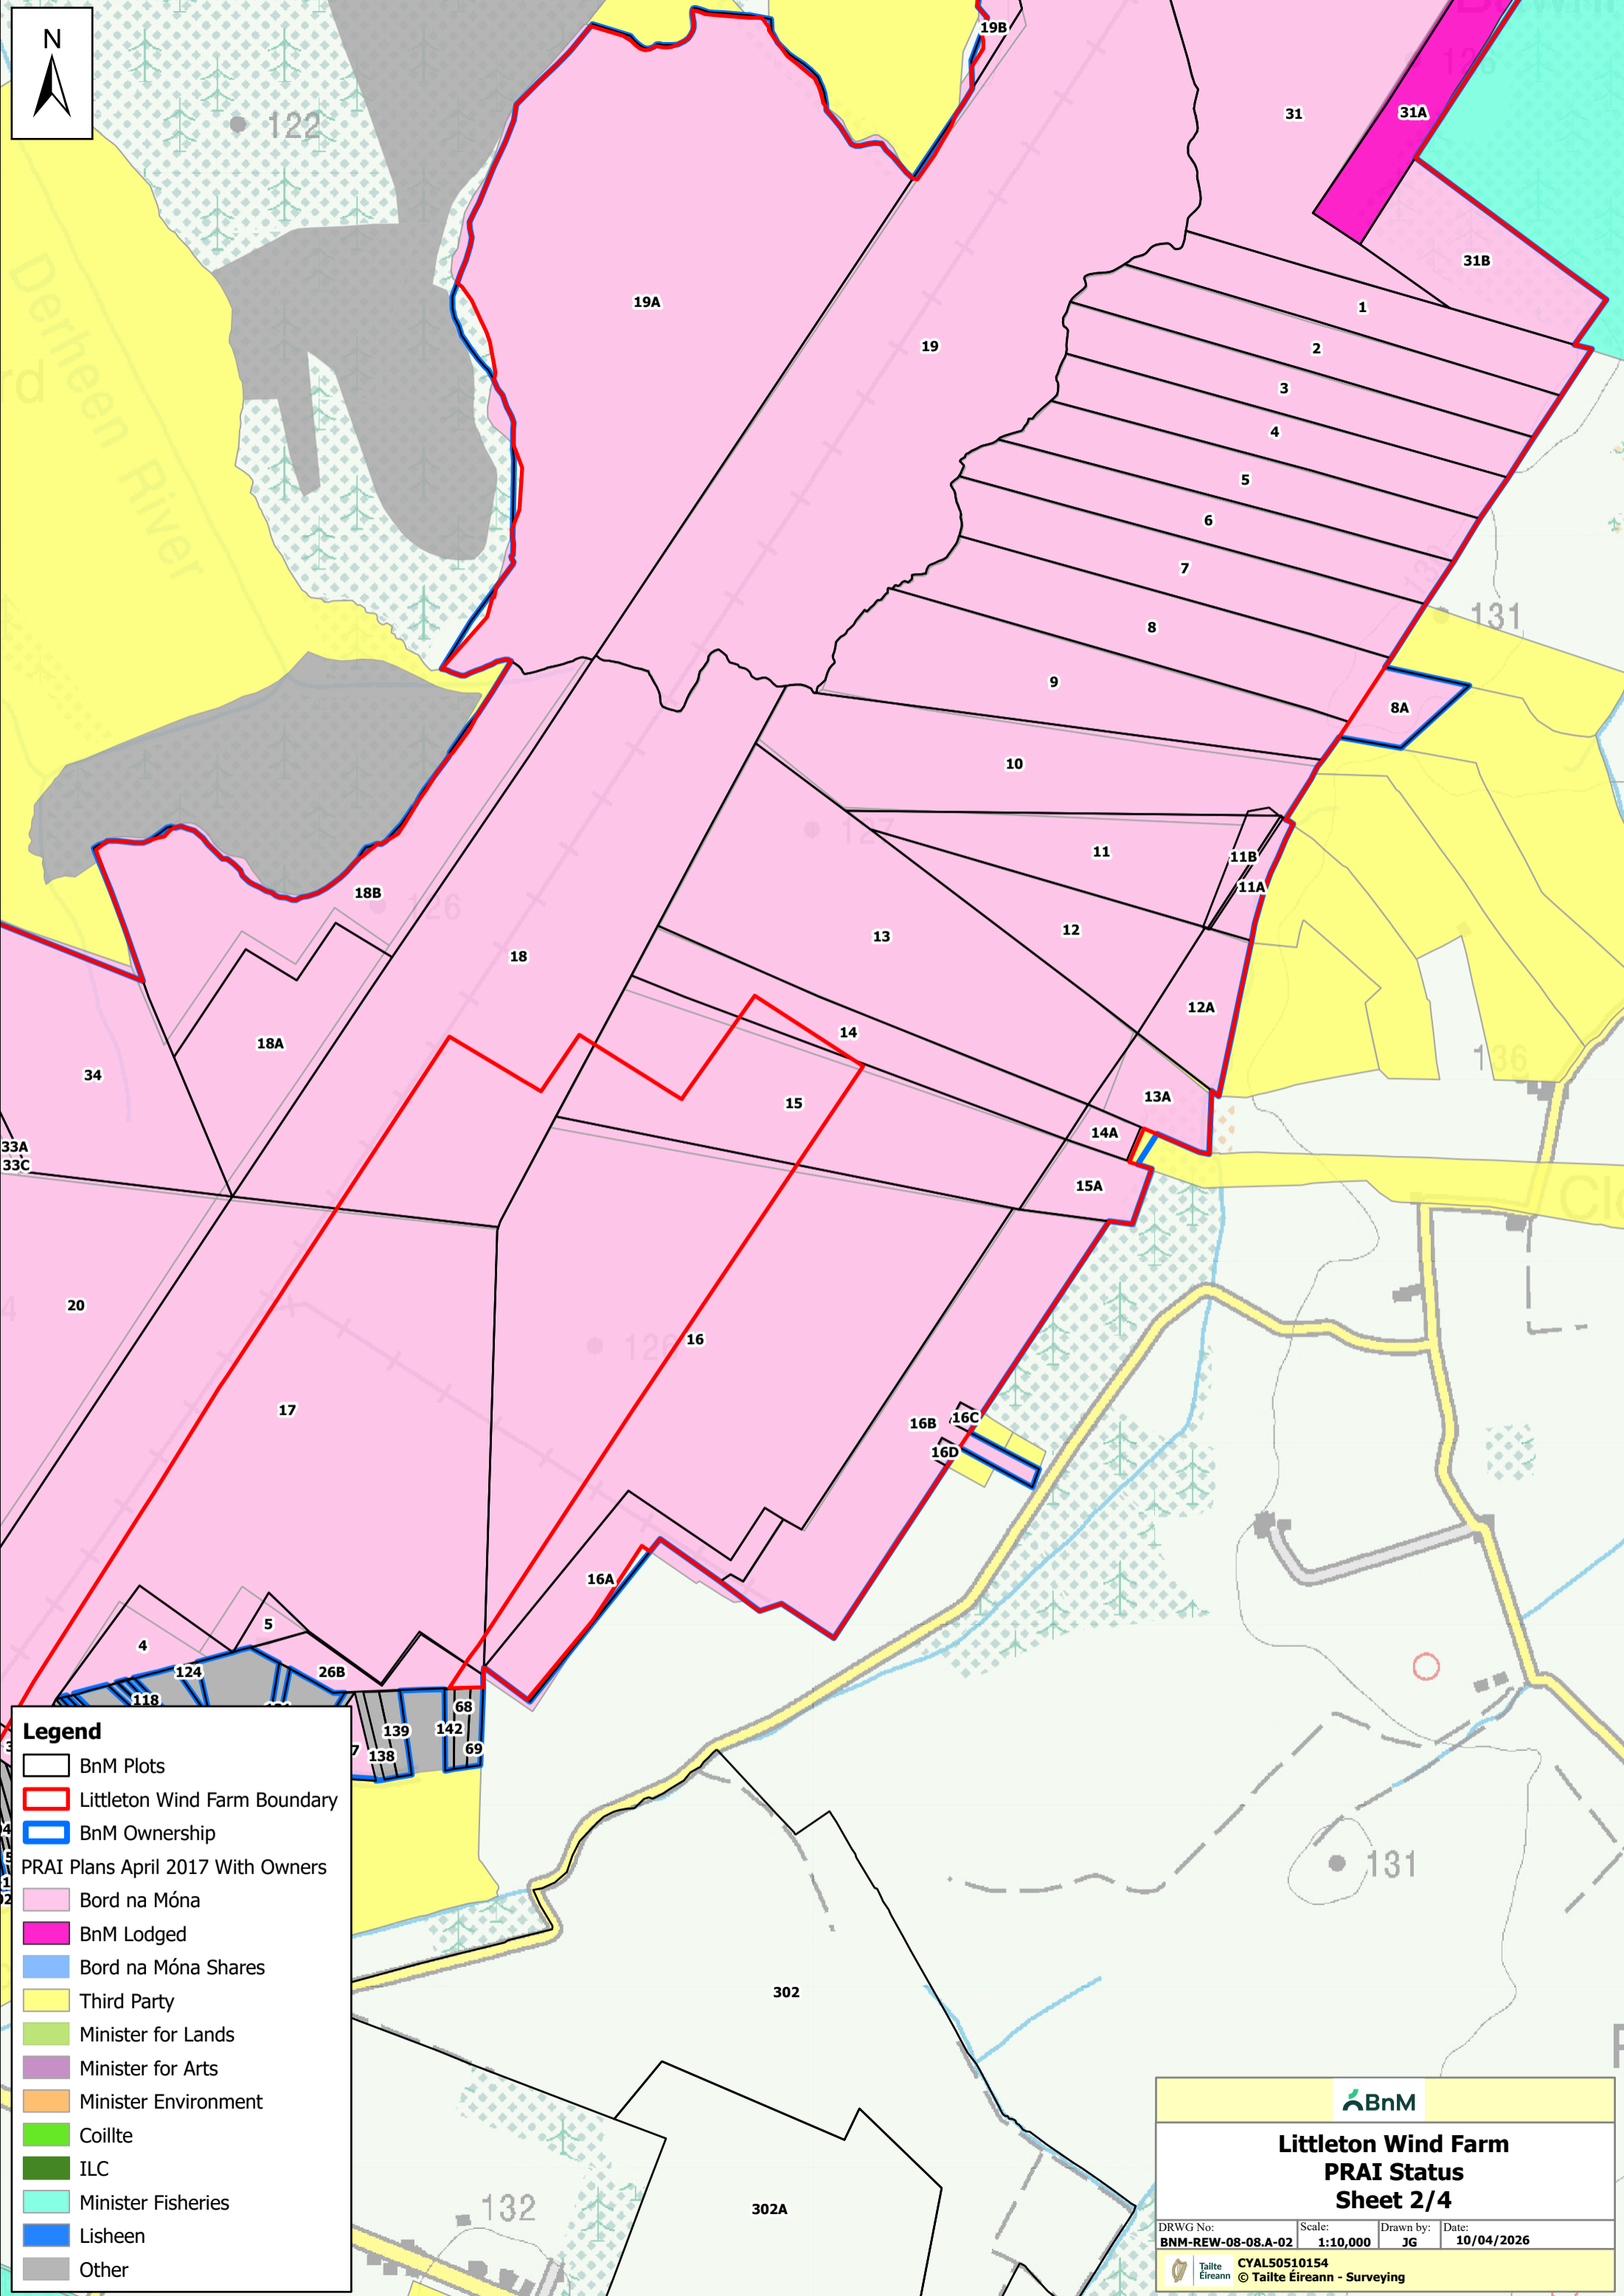 N
122
19B
31
31A
31B
19A
19
Derheen River
rd
1
2
3
4
5
6
7
8
9
131
8A
10
127
11
11B
11A
18B
126
13
12
18
12A
14
18A
34
136
15
13A
14A
33A
33C
15A
20
16
126
17
16B
16C
16D
16A
5
4
124
26B
118
68
139
142
138
69
7
131
302
132
302A
Legend
BnM Plots
Littleton Wind Farm Boundary
BnM Ownership
PRAI Plans April 2017 With Owners
Bord na Móna
BnM Lodged
Bord na Móna Shares
Third Party
Minister for Lands
Minister for Arts
Minister Environment
Coillte
ILC
Minister Fisheries
Lisheen
Other
BnM
Littleton Wind Farm
PRAI Status
Sheet 2/4
DRWG No: Scale: Drawn by: Date:
BNM-REW-08-08.A-02 1:10,000 JG 10/04/2026
Tailte Éireann
CYAL50510154
© Tailte Éireann - Surveying